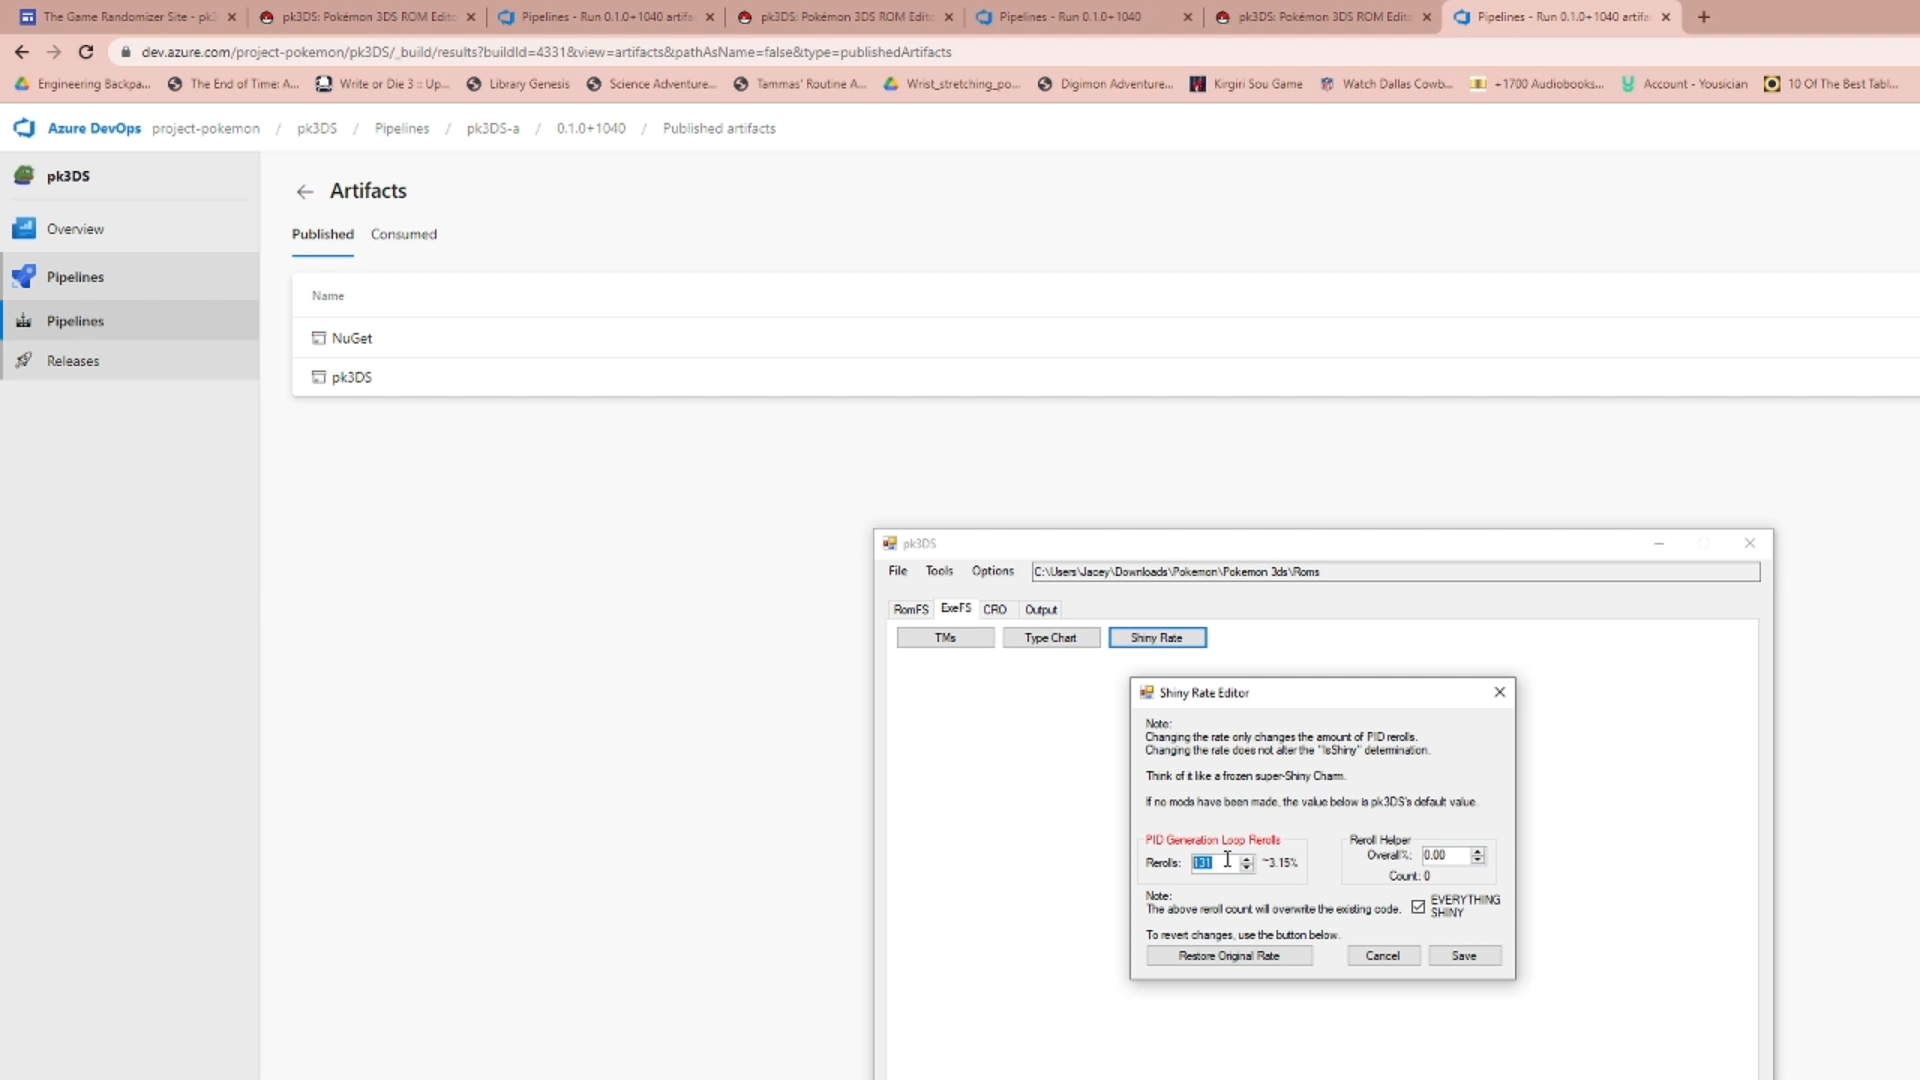 The Game Randomizer Site - pk3
pk3DS: Pokémon 3DS ROM Edito
Pipelines - Run 0.1.0+1040 artifa
pk3DS: Pokémon 3DS ROM Edito
Pipelines - Run 0.1.0+1040
pk3DS: Pokémon 3DS ROM Edito
Pipelines - Run 0.1.0+1040 artifa
dev.azure.com/project-pokemon/pk3DS/_build/results?buildId=4331&view=artifacts&pathAsName=false&type=publishedArtifacts
Engineering Backpa...
The End of Time: A...
Write or Die 3 :: Up...
Library Genesis
Science Adventure...
Tammas' Routine A...
Wrist_stretching_po...
Digimon Adventure...
Kirgiri Sou Game
Watch Dallas Cowb...
+1700 Audiobooks...
Account - Yousician
10 Of The Best Tabl...
Azure DevOps project-pokemon / pk3DS / Pipelines / pk3DS-a / 0.1.0+1040 / Published artifacts
pk3DS
Overview
Pipelines
Pipelines
Releases
Artifacts
Published Consumed
Name
NuGet
pk3DS
pk3DS
File Tools Options C:\Users\Jacey\Downloads\Pokemon\Pokemon 3ds\Roms
RomFS ExeFS CRO Output
TMs Type Chart Shiny Rate
Shiny Rate Editor
Note:
Changing the rate only changes the amount of PID rerolls.
Changing the rate does not alter the "IsShiny" determination.
Think of it like a frozen super-Shiny Charm.
If no mods have been made, the value below is pk3DS's default value.
PID Generation Loop Rerolls
Rerolls: 131 ~3.15%
Reroll Helper
Overall%: 0.00
Count: 0
Note:
The above reroll count will overwrite the existing code.
EVERYTHING
SHINY
To revert changes, use the button below.
Restore Original Rate Cancel Save